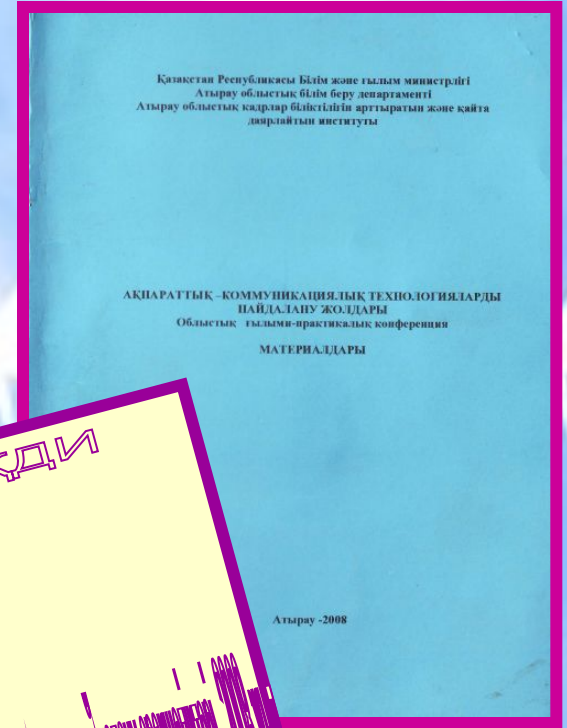 Қазақстан Республикасы Білім және ғылым министрлігі
Атырау облыстық білім беру департаменті
Атырау облыстық кадрлар біліктілігін арттыратын және қайта
даярлайтын институты
АҚПАРАТТЫҚ –КОММУНИКАЦИЯЛЫҚ ТЕХНОЛОГИЯЛАРДЫ
ПАЙДАЛАНУ ЖОЛДАРЫ
Облыстық ғылыми-практикалық конференция
МАТЕРИАЛДАРЫ
Атырау -2008